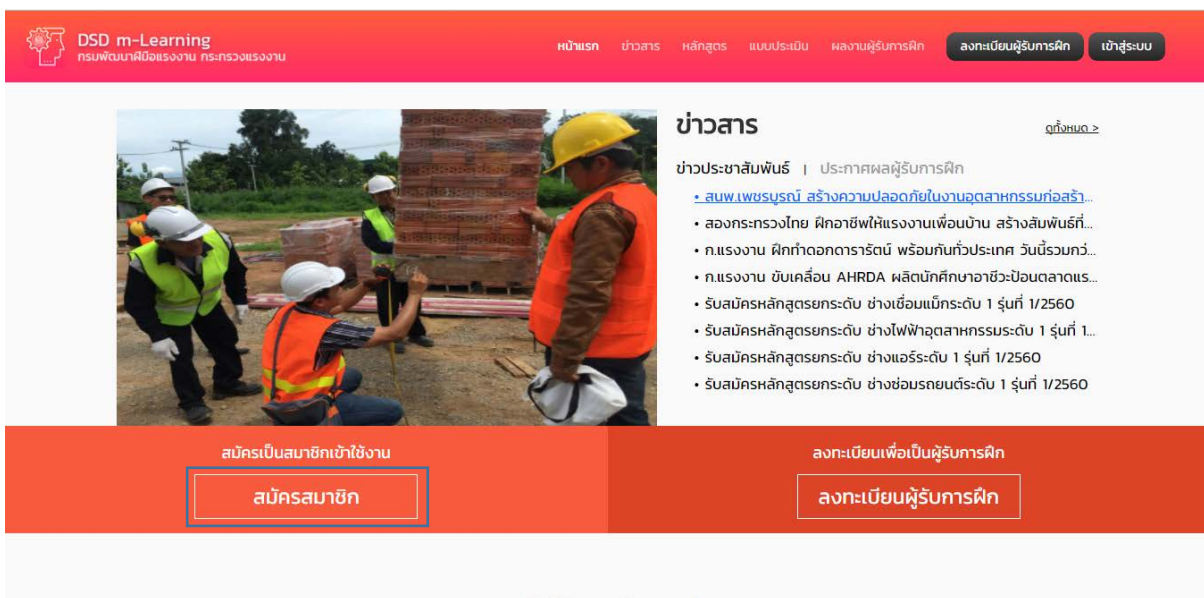 DSD m-Learning
กรมพัฒนาฝีมือแรงงาน กระทรวงแรงงาน
หน้าแรก ข่าวสาร หลักสูตร แบบประเมิน ผลงานผู้รับการฝึก ลงทะเบียนผู้รับการฝึก เข้าสู่ระบบ
ข่าวสาร ดูทั้งหมด >
ข่าวประชาสัมพันธ์ | ประกาศผลผู้รับการฝึก
• สนพ.เพชรบูรณ์ สร้างความปลอดภัยในงานอุตสาหกรรมก่อสร้า...
• สองกระทรวงไทย ฝึกอาชีพให้แรงงานเพื่อนบ้าน สร้างสัมพันธ์ที่...
• ก.แรงงาน ฝึกทำดอกดารารัตน์ พร้อมกันทั่วประเทศ วันนี้รวมกว่...
• ก.แรงงาน ขับเคลื่อน AHRDA ผลิตนักศึกษาอาชีวะป้อนตลาดแร...
• รับสมัครหลักสูตรยกระดับ ช่างเชื่อมแม็กระดับ 1 รุ่นที่ 1/2560
• รับสมัครหลักสูตรยกระดับ ช่างไฟฟ้าอุตสาหกรรมระดับ 1 รุ่นที่ 1...
• รับสมัครหลักสูตรยกระดับ ช่างแอร์ระดับ 1 รุ่นที่ 1/2560
• รับสมัครหลักสูตรยกระดับ ช่างซ่อมรถยนต์ระดับ 1 รุ่นที่ 1/2560
สมัครเป็นสมาชิกเข้าใช้งาน
สมัครสมาชิก
ลงทะเบียนเพื่อเป็นผู้รับการฝึก
ลงทะเบียนผู้รับการฝึก